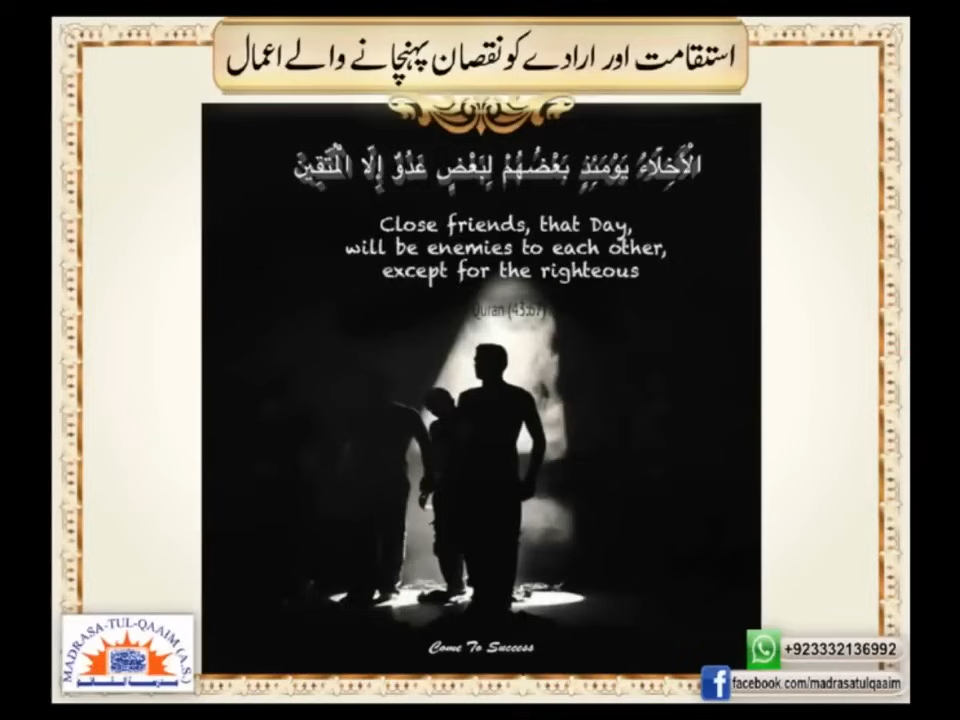 استقامت اور ارادے کو نقصان پہنچانے والے اعمال
الْأَخِلَّاءُ يَوْمَئِذٍ بَعْضُهُمْ لِبَعْضٍ عَدُوٌّ إِلَّا الْمُتَّقِينَ
Close friends, that Day,
will be enemies to each other,
except for the righteous
Quran (43:67)
Come To Success
MADRASA-TUL-QAAIM (A.S.)
+923332136992
facebook.com/madrasatulqaaim